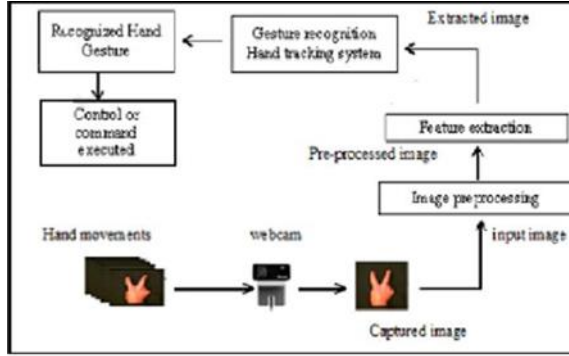 Extracted image
Recognized Hand
Gesture
Gesture recognition
Hand tracking system
Control or
command
executed
Feature extraction
Pre-processed image
Image preprocessing
Hand movements
webcam
input image
Captured image